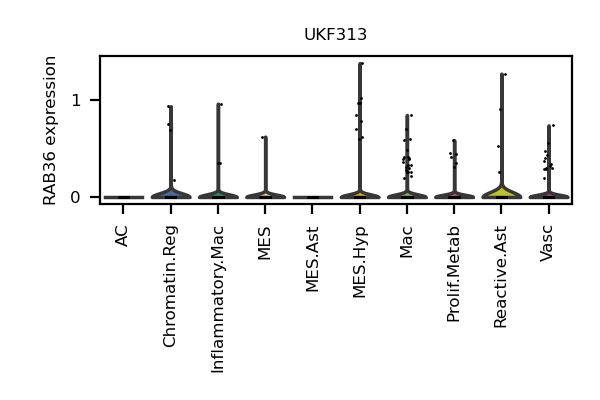 UKF313
RAB36 expression
1
0
AC
Chromatin.Reg
Inflammatory.Mac
MES
MES.Ast
MES.Hyp
Mac
Prolif.Metab
Reactive.Ast
Vasc